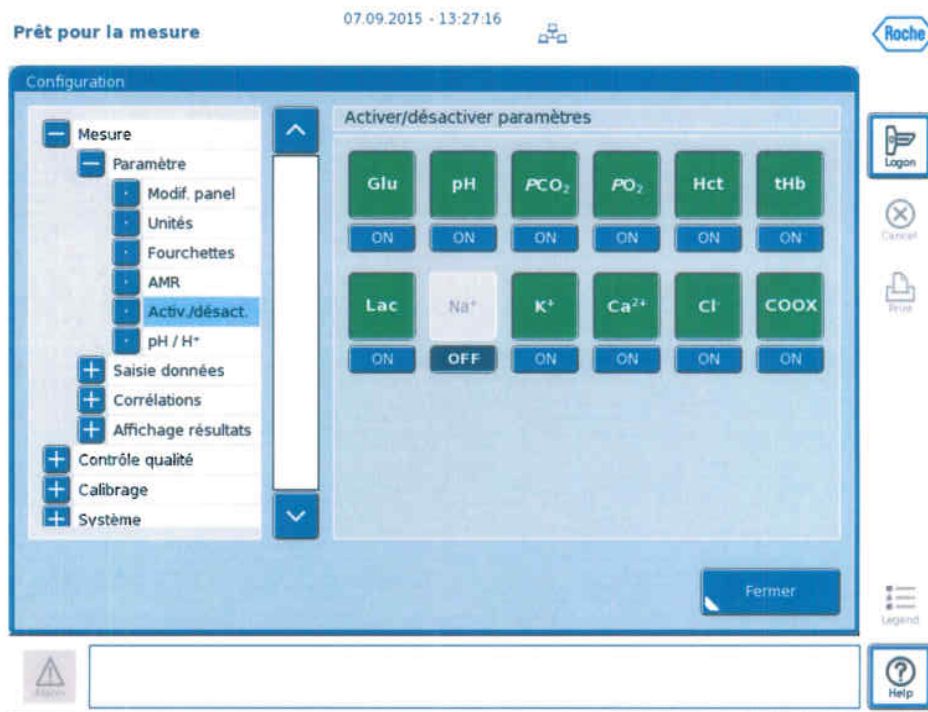 Prêt pour la mesure
07.09.2015 - 13:27:16
Roche
Configuration
Mesure
Paramètre
Modif. panel
Unités
Fourchettes
AMR
Activ./désact.
pH / H⁺
Saisie données
Corrélations
Affichage résultats
Contrôle qualité
Calibrage
Système
Activer/désactiver paramètres
Glu pH PCO₂ PO₂ Hct tHb
ON ON ON ON ON ON
Lac Na⁺ K⁺ Ca²⁺ Cl⁻ COOX
ON OFF ON ON ON ON
Fermer
Logon
Cancel
Print
Legend
Help